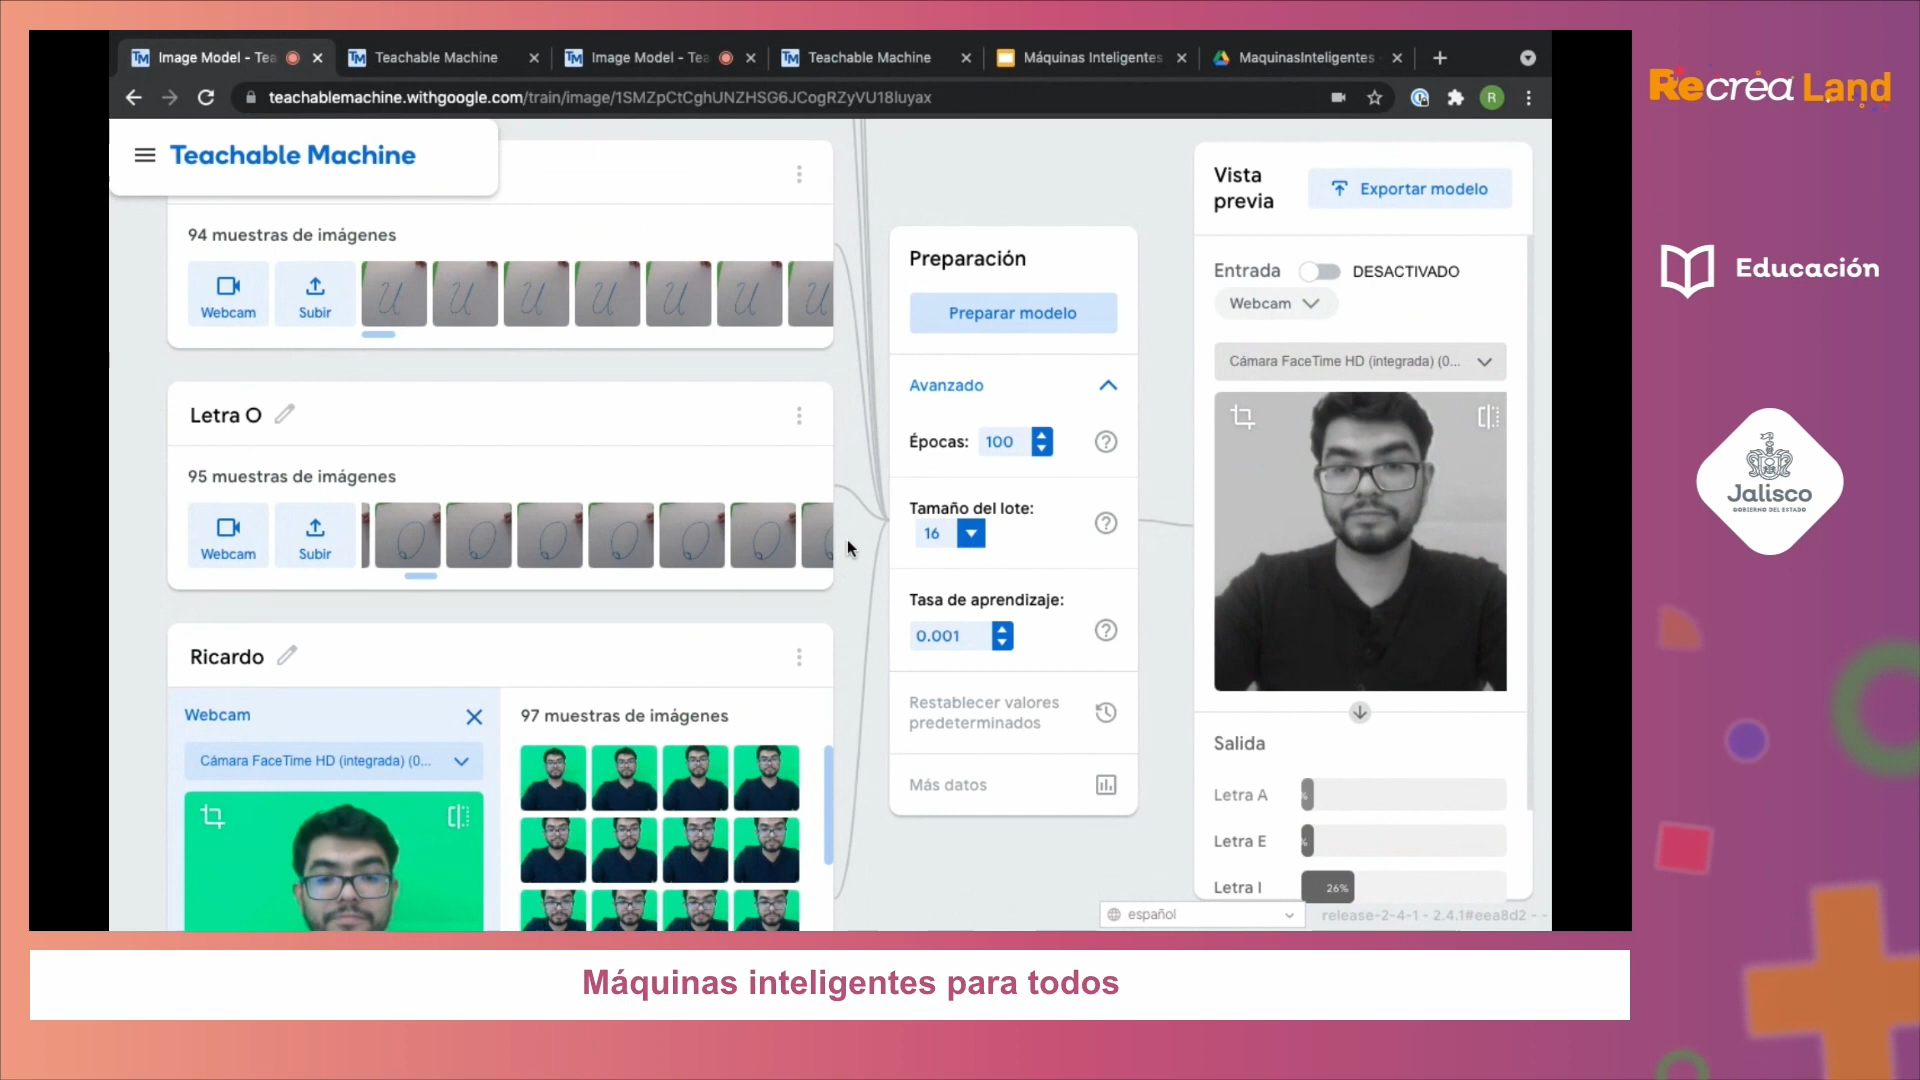 Image Model - Tea
Teachable Machine
Image Model - Tea
Teachable Machine
Máquinas Inteligentes
MaquinasInteligentes -
teachablemachine.withgoogle.com/train/image/1SMZpCtCghUNZHSG6JCogRZyVU18luyax
R
Recrea Land
Educación
Jalisco
GOBIERNO DEL ESTADO
Teachable Machine
94 muestras de imágenes
Webcam
Subir
U U U U U U U
Letra O
95 muestras de imágenes
Webcam
Subir
O O O O O O
Ricardo
Webcam
Cámara FaceTime HD (integrada) (0...
97 muestras de imágenes
Preparación
Preparar modelo
Avanzado
Épocas: 100
Tamaño del lote:
16
Tasa de aprendizaje:
0.001
Restablecer valores
predeterminados
Más datos
Vista
previa
Exportar modelo
Entrada DESACTIVADO
Webcam
Cámara FaceTime HD (integrada) (0...
Salida
Letra A
Letra E
Letra I 26%
español
release-2-4-1 - 2.4.1#eea8d2 - -
Máquinas inteligentes para todos